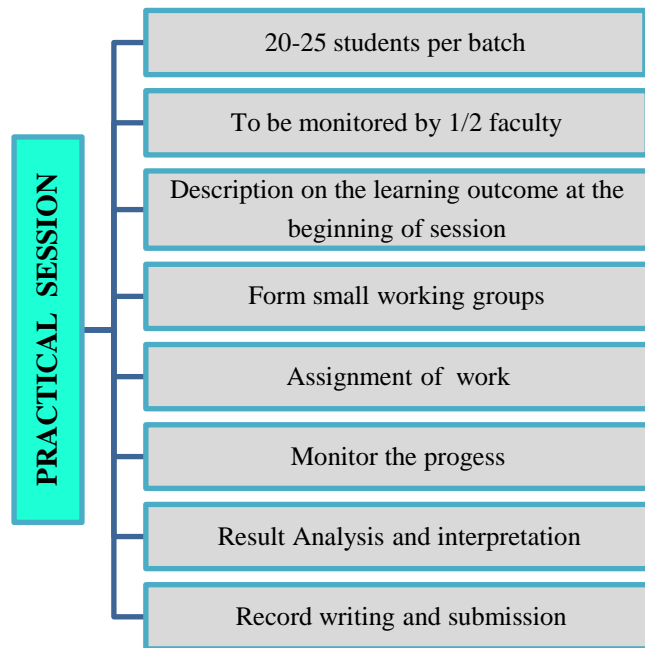 PRACTICAL SESSION
20-25 students per batch
To be monitored by 1/2 faculty
Description on the learning outcome at the
beginning of session
Form small working groups
Assignment of work
Monitor the progess
Result Analysis and interpretation
Record writing and submission